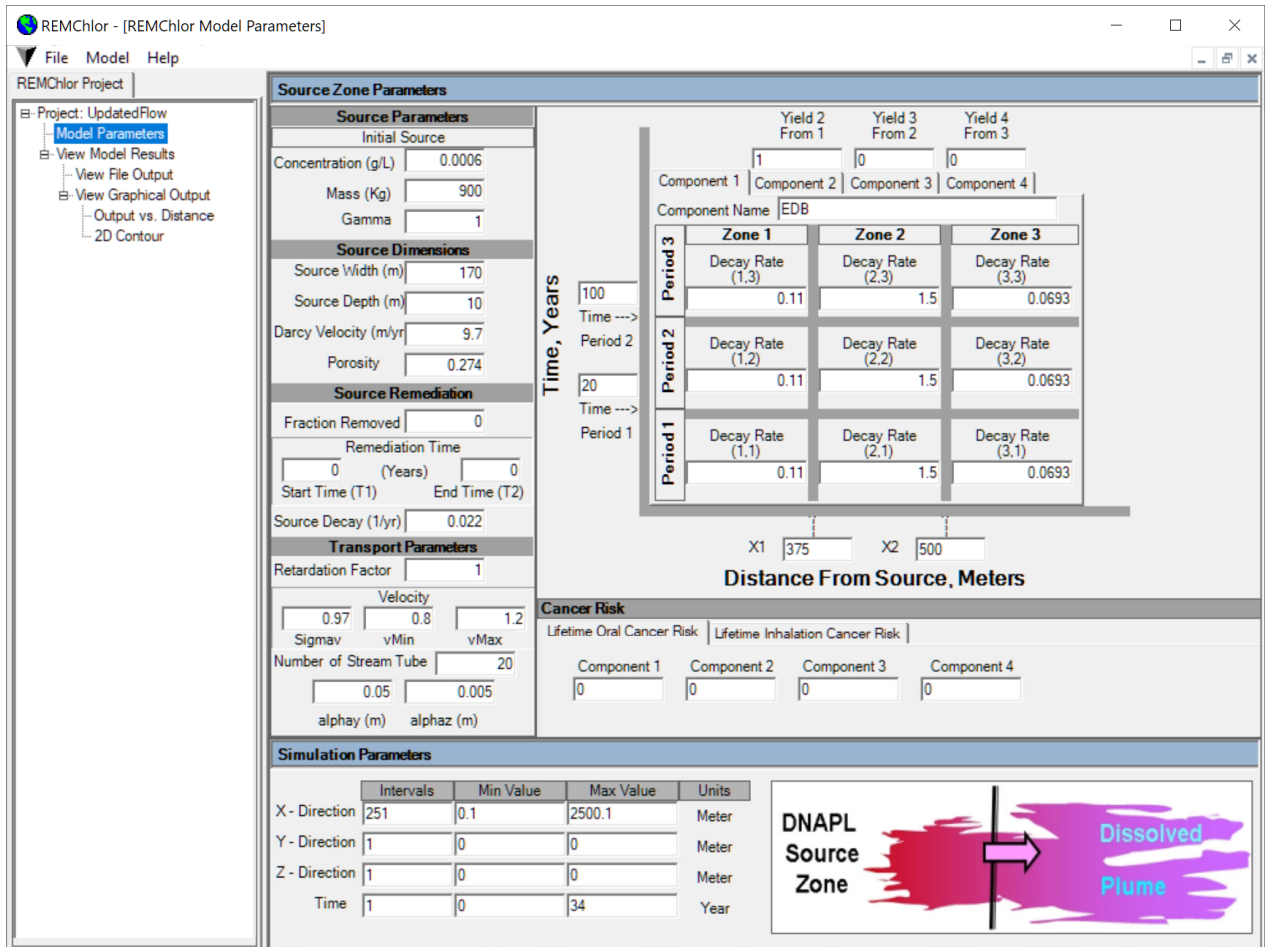 REMChlor - [REMChlor Model Parameters]
File Model Help
REMChlor Project
Project: UpdatedFlow
Model Parameters
View Model Results
View File Output
View Graphical Output
Output vs. Distance
2D Contour
Source Zone Parameters
Source Parameters
Initial Source
Concentration (g/L) 0.0006
Mass (Kg) 900
Gamma 1
Source Dimensions
Source Width (m) 170
Source Depth (m) 10
Darcy Velocity (m/yr 9.7
Porosity 0.274
Source Remediation
Fraction Removed 0
Remediation Time
0 (Years) 0
Start Time (T1) End Time (T2)
Source Decay (1/yr) 0.022
Transport Parameters
Retardation Factor 1
Velocity
0.97 0.8 1.2
Sigmav vMin vMax
Number of Stream Tube 20
0.05 0.005
alphay (m) alphaz (m)
Yield 2 Yield 3 Yield 4
From 1 From 2 From 3
1 0 0
Component 1 Component 2 Component 3 Component 4
Component Name EDB
Zone 1 Zone 2 Zone 3
Time, Years
100
Time --->
Period 2
20
Time --->
Period 1
Period 3
Decay Rate Decay Rate Decay Rate
(1,3) (2,3) (3,3)
0.11 1.5 0.0693
Period 2
Decay Rate Decay Rate Decay Rate
(1,2) (2,2) (3,2)
0.11 1.5 0.0693
Period 1
Decay Rate Decay Rate Decay Rate
(1,1) (2,1) (3,1)
0.11 1.5 0.0693
X1 375 X2 500
Distance From Source, Meters
Cancer Risk
Lifetime Oral Cancer Risk Lifetime Inhalation Cancer Risk
Component 1 Component 2 Component 3 Component 4
0 0 0 0
Simulation Parameters
Intervals Min Value Max Value Units
X - Direction 251 0.1 2500.1 Meter
Y - Direction 1 0 0 Meter
Z - Direction 1 0 0 Meter
Time 1 0 34 Year
DNAPL
Source
Zone
Dissolved
Plume